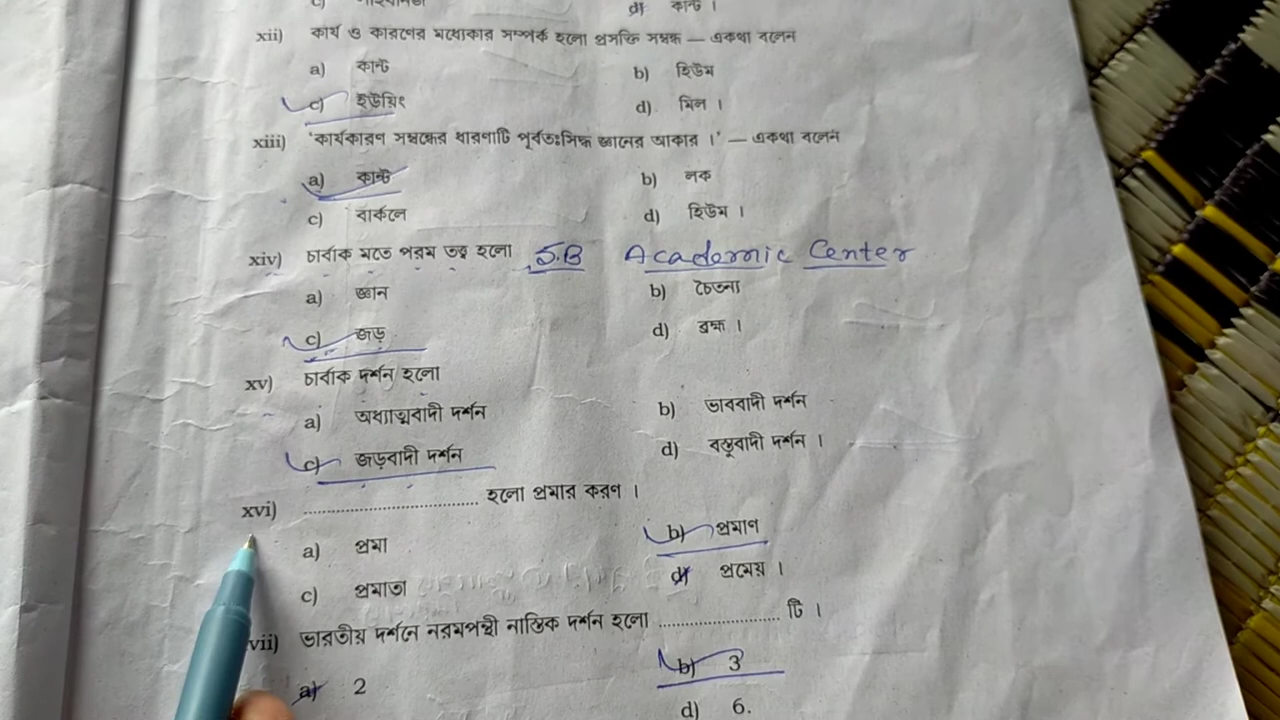 d) কান্ট ।
xii) কার্য ও কারণের মধ্যেকার সম্পর্ক হলো প্রসক্তি সম্বন্ধ — একথা বলেন
a) কান্ট b) হিউম
c) ইউয়িং d) মিল ।
xiii) 'কার্যকারণ সম্বন্ধের ধারণাটি পূর্বতঃসিদ্ধ জ্ঞানের আকার ।' — একথা বলেন
a) কান্ট b) লক
c) বার্কলে d) হিউম ।
xiv) চার্বাক মতে পরম তত্ত্ব হলো S.B Academic Center
a) জ্ঞান b) চৈতন্য
c) জড় d) ব্রহ্ম ।
xv) চার্বাক দর্শন হলো
a) অধ্যাত্মবাদী দর্শন b) ভাববাদী দর্শন
c) জড়বাদী দর্শন d) বস্তুবাদী দর্শন ।
xvi) .................................. হলো প্রমার করণ ।
a) প্রমা b) প্রমাণ
c) প্রমাতা d) প্রমেয় ।
vii) ভারতীয় দর্শনে নরমপন্থী নাস্তিক দর্শন হলো ........................ টি ।
a) 2 b) 3
d) 6.